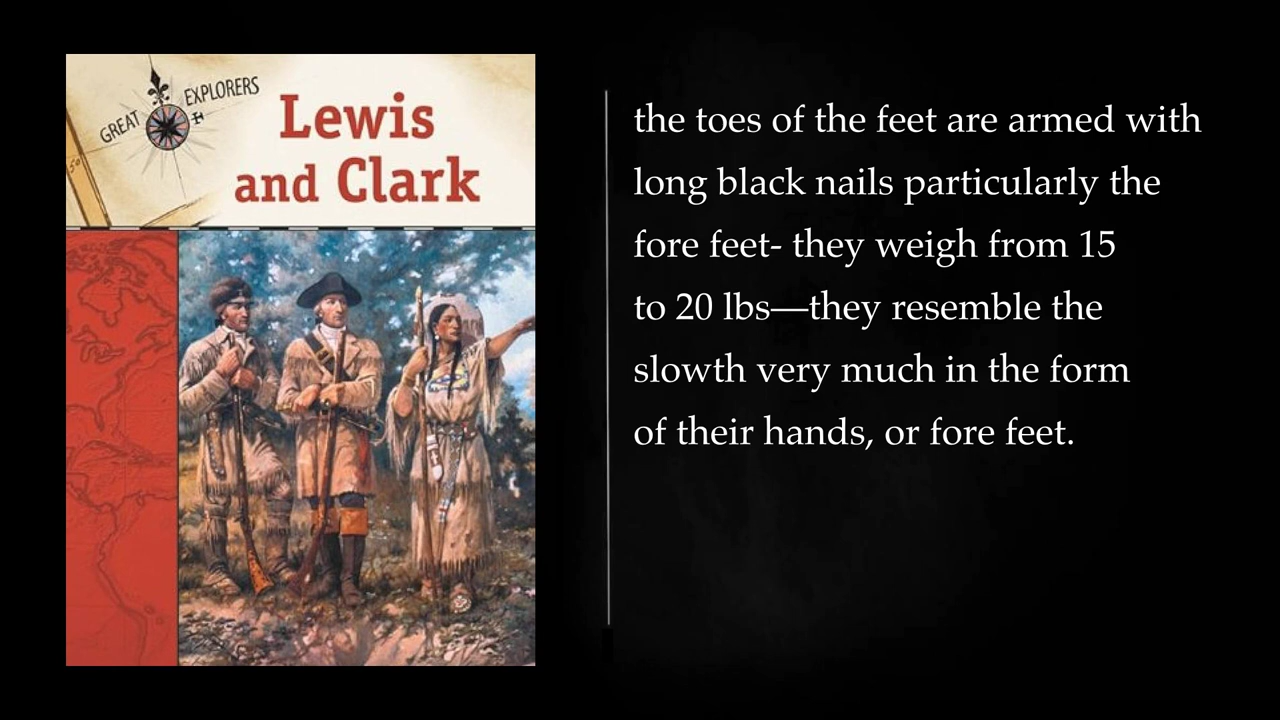 GREAT EXPLORERS
Lewis
and Clark
the toes of the feet are armed with
long black nails particularly the
fore feet- they weigh from 15
to 20 lbs—they resemble the
slowth very much in the form
of their hands, or fore feet.